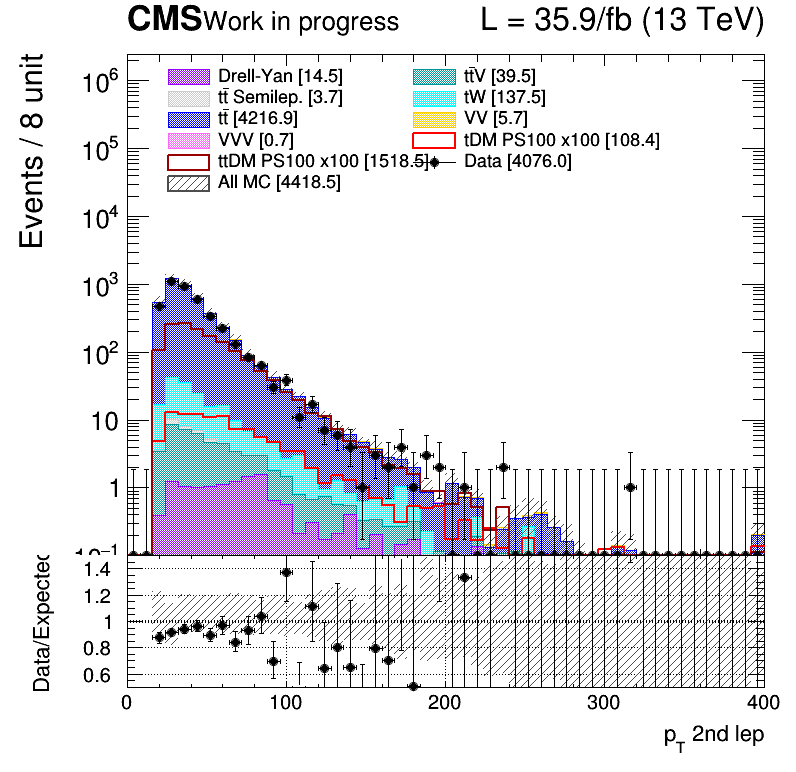 CMS Work in progress L = 35.9/fb (13 TeV)
Events / 8 unit
10⁶
10⁵
10⁴
10³
10²
10
1
10⁻¹
Drell-Yan [14.5] tt̄V [39.5]
tt̄ Semilep. [3.7] tW [137.5]
tt̄ [4216.9] VV [5.7]
VVV [0.7] tDM PS100 x100 [108.4]
ttDM PS100 x100 [1518.5] Data [4076.0]
All MC [4418.5]
Data/Expected
1.4
1.2
1
0.8
0.6
0 100 200 300 400
p_T 2nd lep